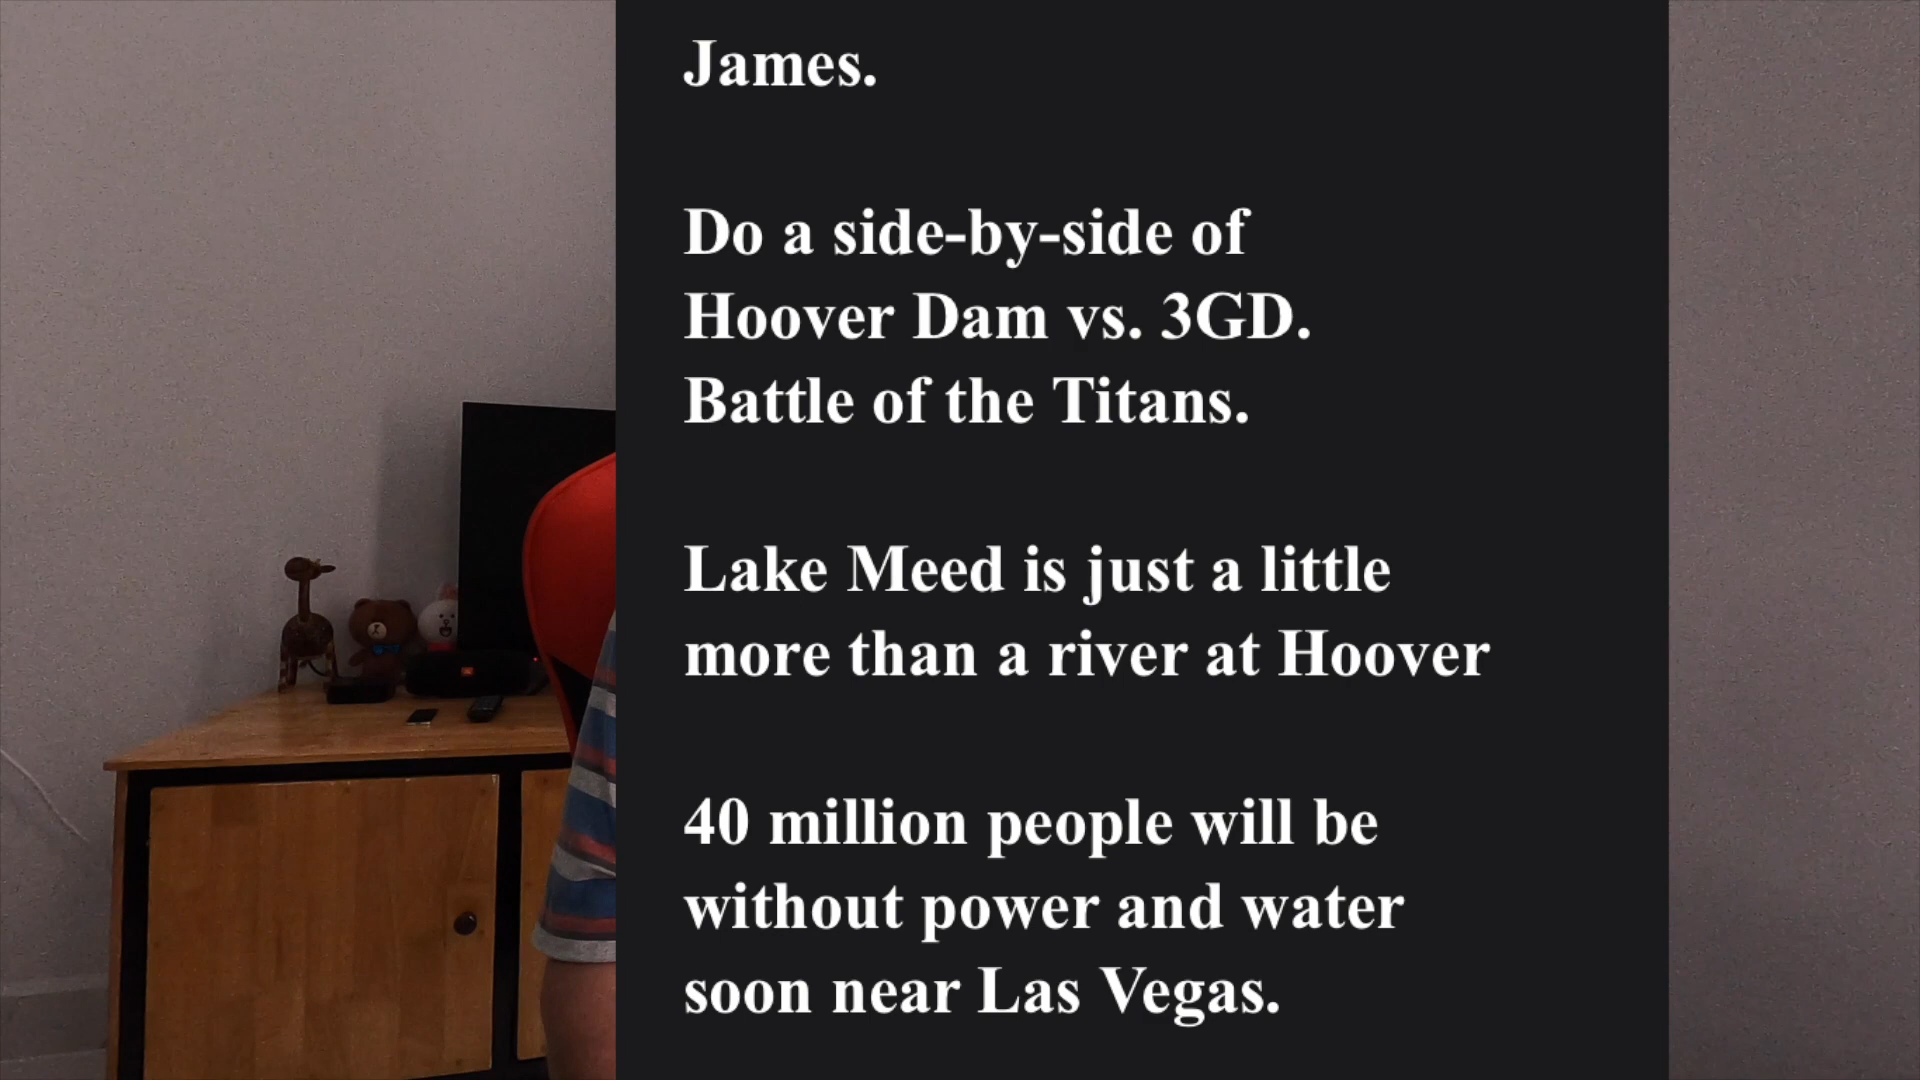 James.
Do a side-by-side of
Hoover Dam vs. 3GD.
Battle of the Titans.
Lake Meed is just a little
more than a river at Hoover
40 million people will be
without power and water
soon near Las Vegas.